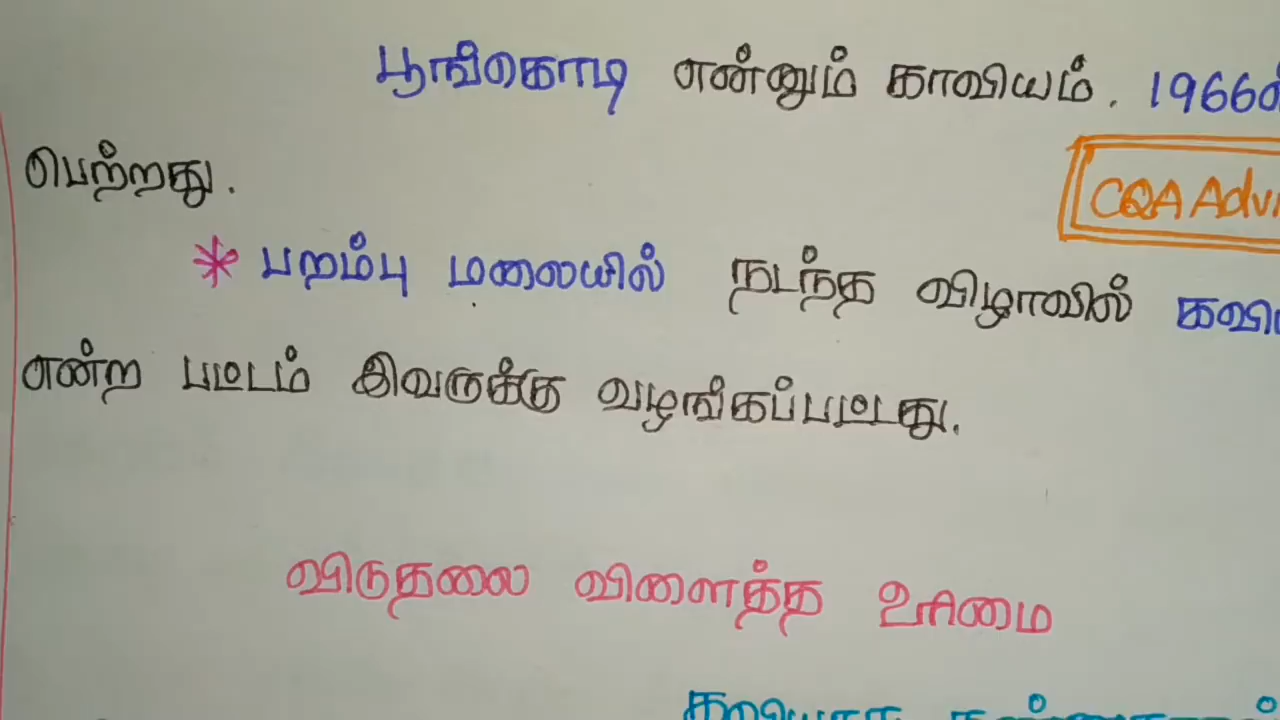 பூங்கொடி என்னும் காவியம். 1966
பெற்றது.
CQA Adv
* பறம்பு மலையில் நடந்த விழாவில்
என்ற பட்டம் இவருக்கு வழங்கப்பட்டது.
விடுதலை விளைத்த உரிமை